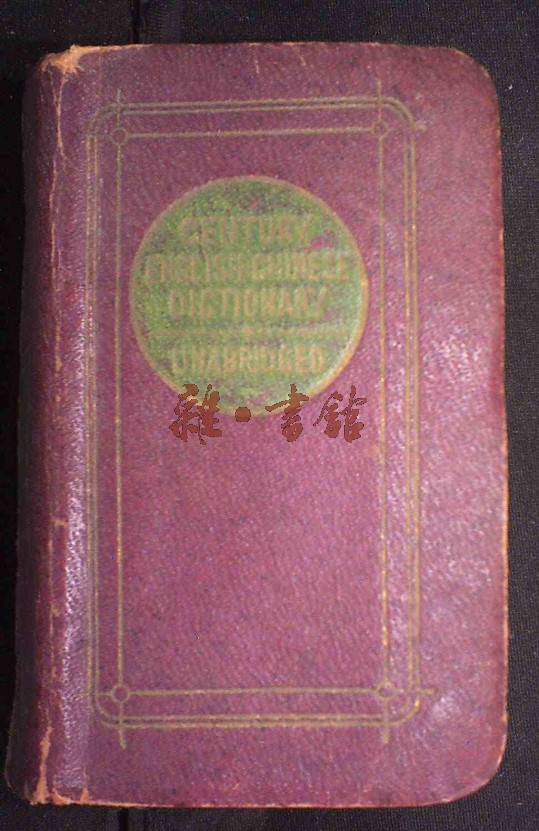 CENTURY
ENGLISH-CHINESE
DICTIONARY
UNABRIDGED
雜·書館